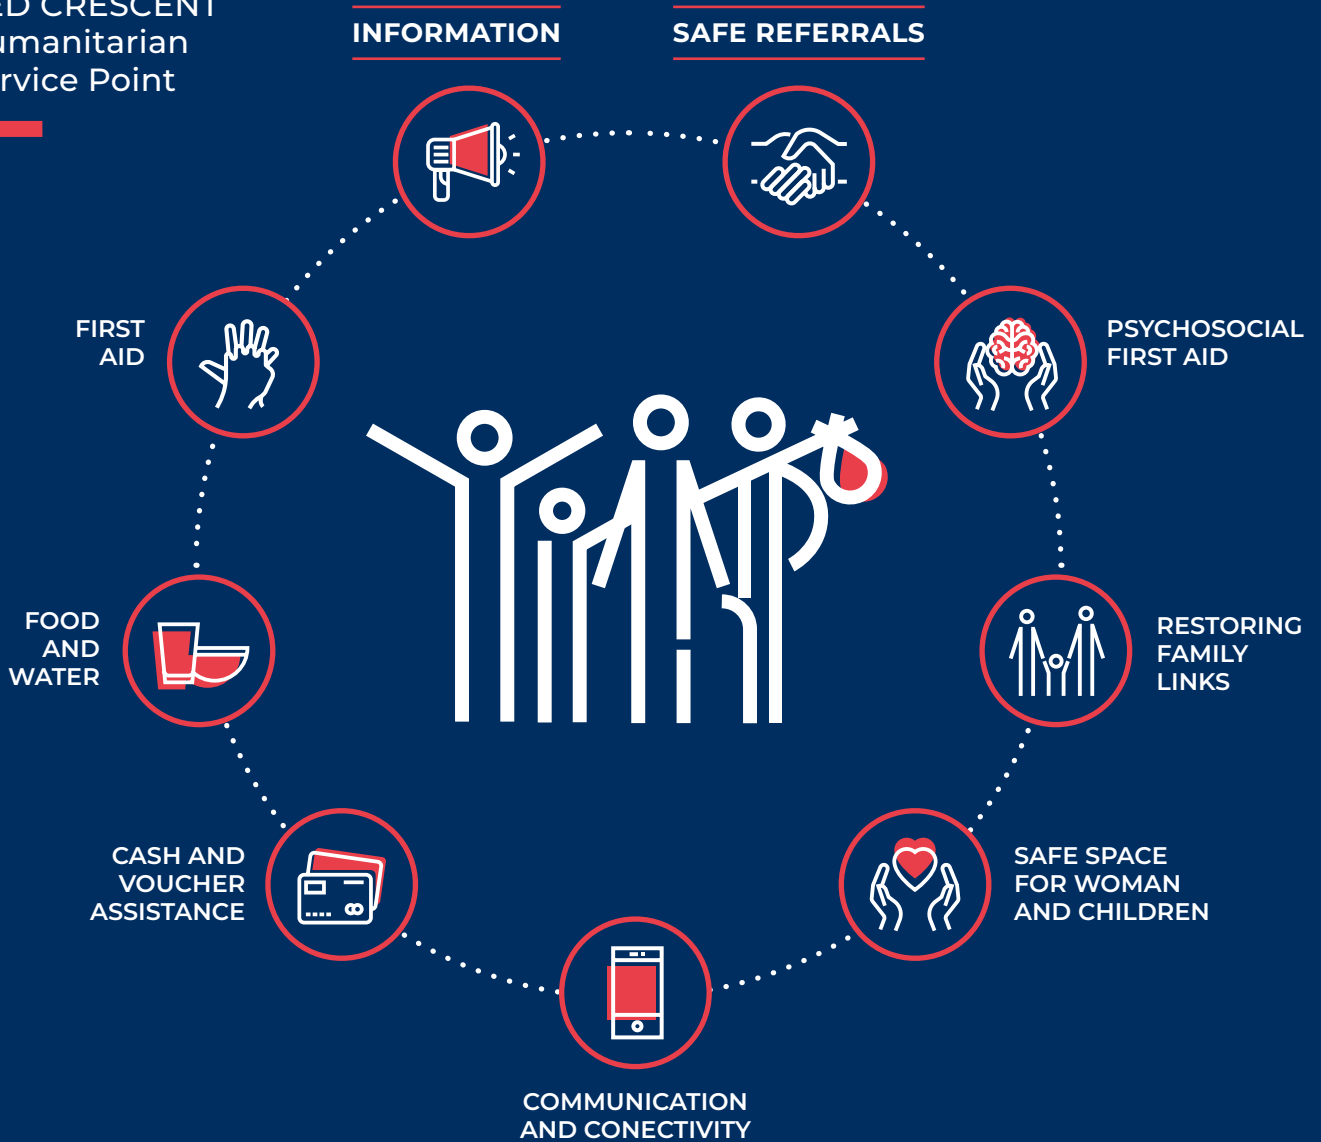 ED CRESCENT
umanitarian
rvice Point
INFORMATION
SAFE REFERRALS
FIRST
AID
PSYCHOSOCIAL
FIRST AID
FOOD
AND
WATER
RESTORING
FAMILY
LINKS
CASH AND
VOUCHER
ASSISTANCE
SAFE SPACE
FOR WOMAN
AND CHILDREN
COMMUNICATION
AND CONECTIVITY